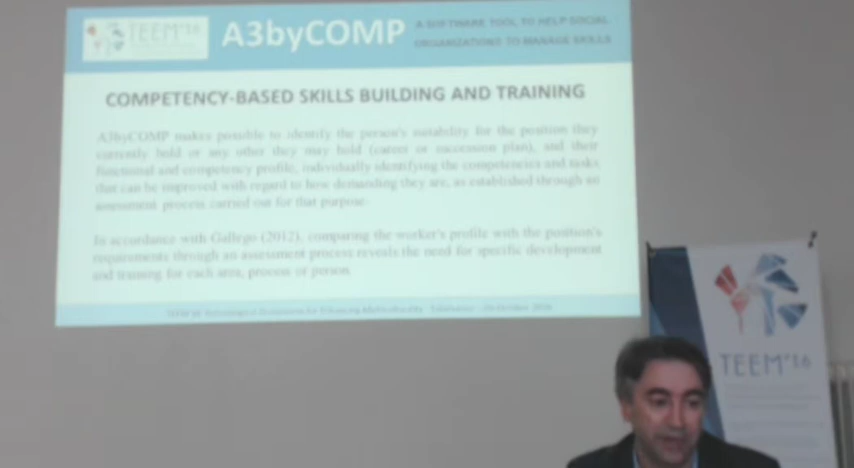 TEEM'16
A3byCOMP
A SOFTWARE TOOL TO HELP SOCIAL
ORGANIZATIONS TO MANAGE SKILLS
COMPETENCY-BASED SKILLS BUILDING AND TRAINING
A3byCOMP makes possible to identify the person's suitability for the position they
currently hold or any other they may hold (career or succession plan), and their
functional and competency profile, individually identifying the competencies and tasks
that can be improved with regard to how demanding they are, as established through an
assessment process carried out for that purpose.
In accordance with Gallego (2012), comparing the worker's profile with the position's
requirements through an assessment process reveals the need for specific development
and training for each area, process or person
TEEM'16